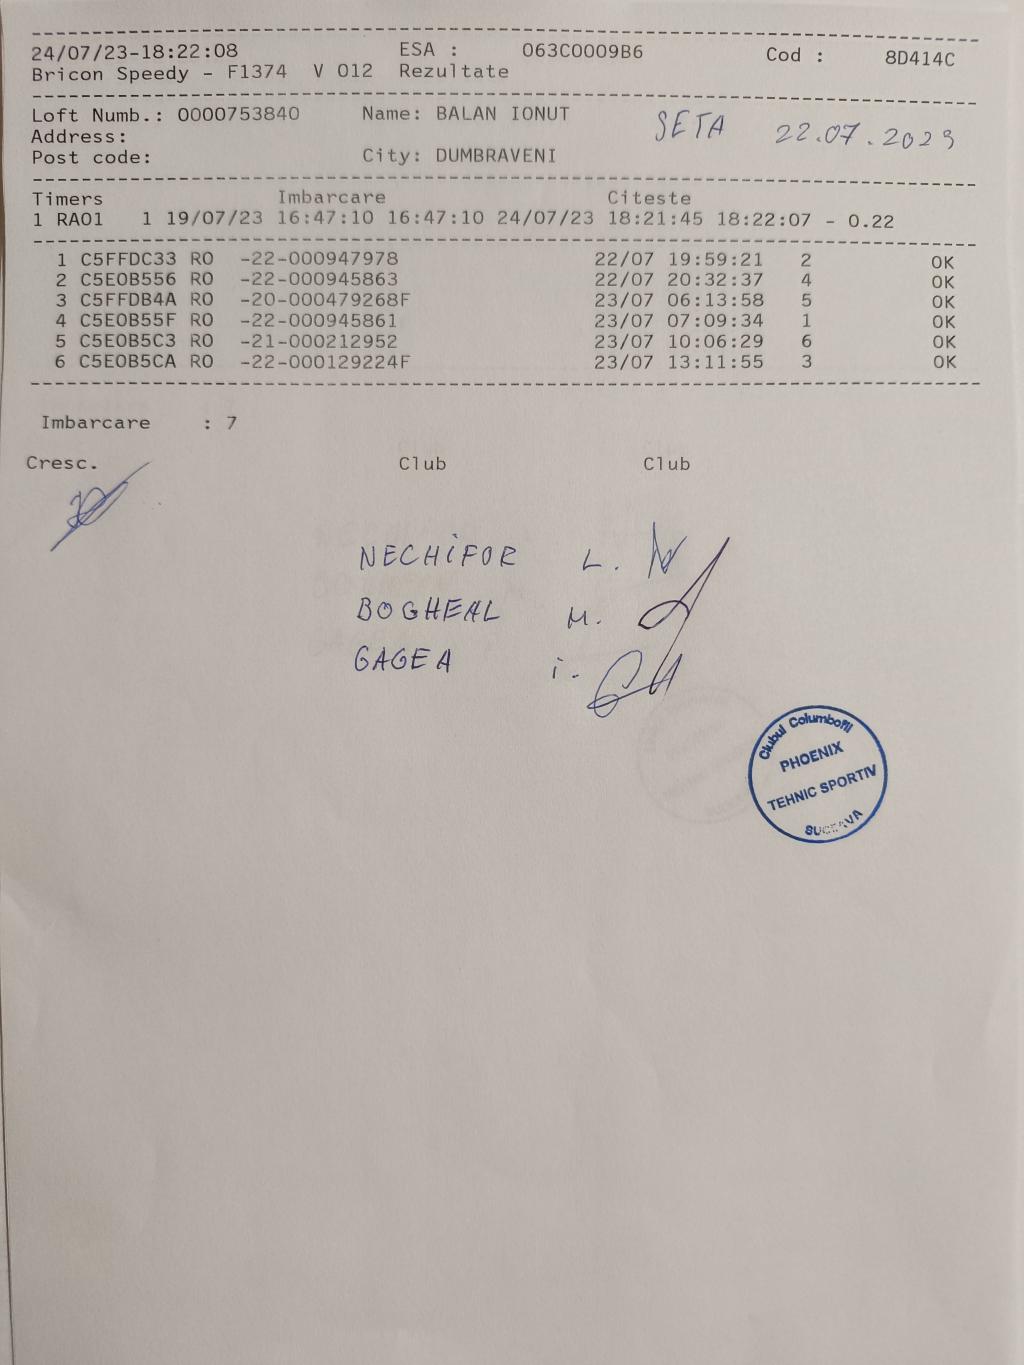 24/07/23-18:22:08 ESA : 063C0009B6 Cod : 8D414C
Bricon Speedy - F1374 V 012 Rezultate
Loft Numb.: 0000753840 Name: BALAN IONUT SETA 22.07.2023
Address:
Post code: City: DUMBRAVENI
Timers Imbarcare Citeste
1 RA01 1 19/07/23 16:47:10 16:47:10 24/07/23 18:21:45 18:22:07 - 0.22
1 C5FFDC33 RO -22-000947978 22/07 19:59:21 2 OK
2 C5E0B556 RO -22-000945863 22/07 20:32:37 4 OK
3 C5FFDB4A RO -20-000479268F 23/07 06:13:58 5 OK
4 C5E0B55F RO -22-000945861 23/07 07:09:34 1 OK
5 C5E0B5C3 RO -21-000212952 23/07 10:06:29 6 OK
6 C5E0B5CA RO -22-000129224F 23/07 13:11:55 3 OK
Imbarcare : 7
Cresc. Club Club
NECHIFOR L.
BOGHEAL M.
GAGEA i.
Clubul Columbofil
PHOENIX
TEHNIC SPORTIV
SUCEAVA